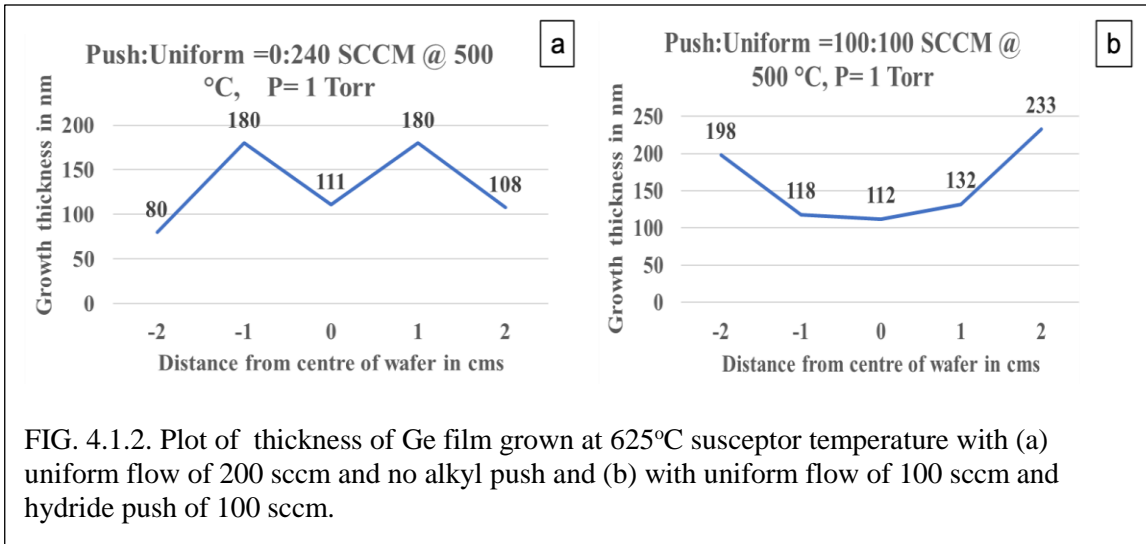 Push:Uniform =0:240 SCCM @ 500
°C, P= 1 Torr
a
Growth thickness in nm
200
150
100
50
0
80
180
111
180
108
-2 -1 0 1 2
Distance from centre of wafer in cms
Push:Uniform =100:100 SCCM @
500 °C, P= 1 Torr
b
Growth thickness in nm
250
200
150
100
50
0
198
118
112
132
233
-2 -1 0 1 2
Distance from centre of wafer in cms
FIG. 4.1.2. Plot of thickness of Ge film grown at 625°C susceptor temperature with (a)
uniform flow of 200 sccm and no alkyl push and (b) with uniform flow of 100 sccm and
hydride push of 100 sccm.